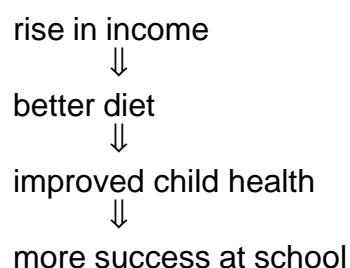 rise in income
⇓
better diet
⇓
improved child health
⇓
more success at school